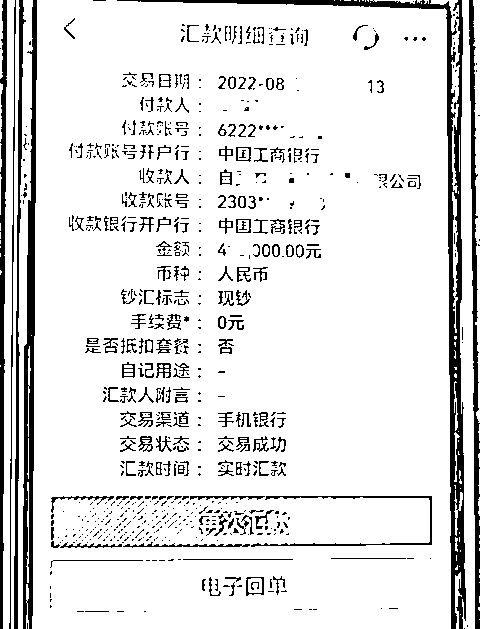 汇款明细查询
交易日期： 2022-08 13
付款人：
付款账号： 6222***
付款账号开户行： 中国工商银行
收款人： 自 限公司
收款账号： 2303*
收款银行开户行： 中国工商银行
金额： 4 ,000.00元
币种： 人民币
钞汇标志： 现钞
手续费*： 0元
是否抵扣套餐： 否
自记用途： -
汇款人附言： -
交易渠道： 手机银行
交易状态： 交易成功
汇款时间： 实时汇款
再次汇款
电子回单